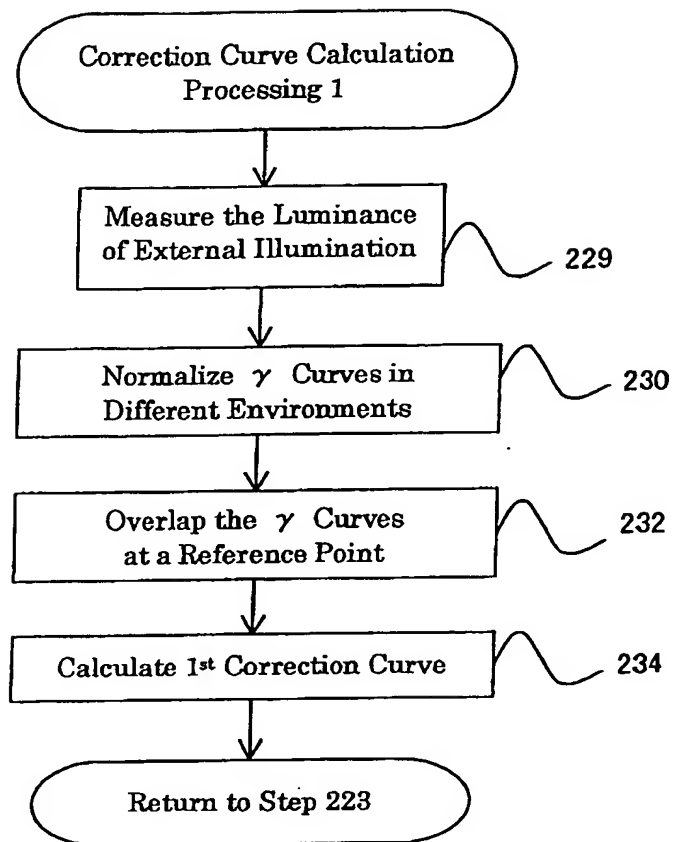 Correction Curve Calculation
Processing 1
Measure the Luminance
of External Illumination
229
Normalize γ Curves in
Different Environments
230
Overlap the γ Curves
at a Reference Point
232
Calculate 1st Correction Curve
234
Return to Step 223